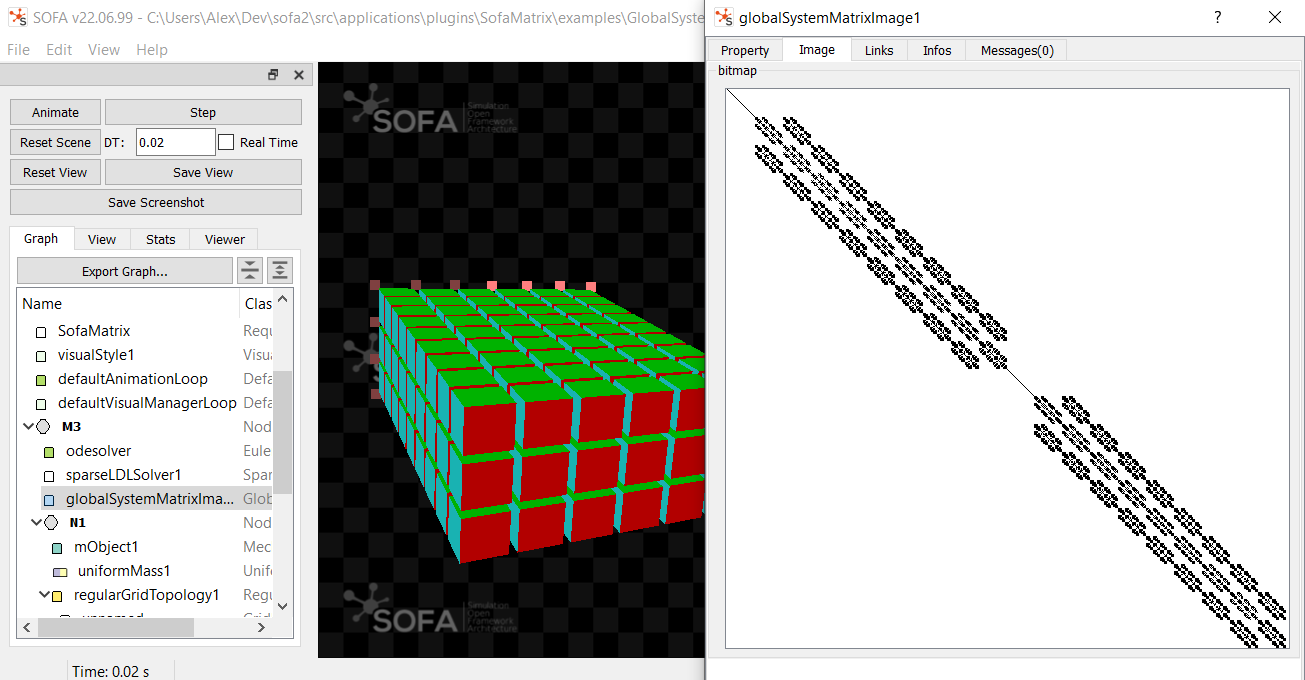 SOFA v22.06.99 - C:\Users\Alex\Dev\sofa2\src\applications\plugins\SofaMatrix\examples\GlobalSyste
File Edit View Help
Animate Step
Reset Scene DT: 0.02 Real Time
Reset View Save View
Save Screenshot
Graph View Stats Viewer
Export Graph...
Name Clas
SofaMatrix Requ
visualStyle1 Visua
defaultAnimationLoop Defa
defaultVisualManagerLoop Defa
M3 Nod
odesolver Eule
sparseLDLSolver1 Spar
globalSystemMatrixIma... Glob
N1 Nod
mObject1 Mec
uniformMass1 Unifo
regularGridTopology1 Regu
Time: 0.02 s
SOFA Simulation
Open
Framework
Architecture
SOFA Simulation
Open
Framework
Architecture
globalSystemMatrixImage1 ?
Property Image Links Infos Messages(0)
bitmap